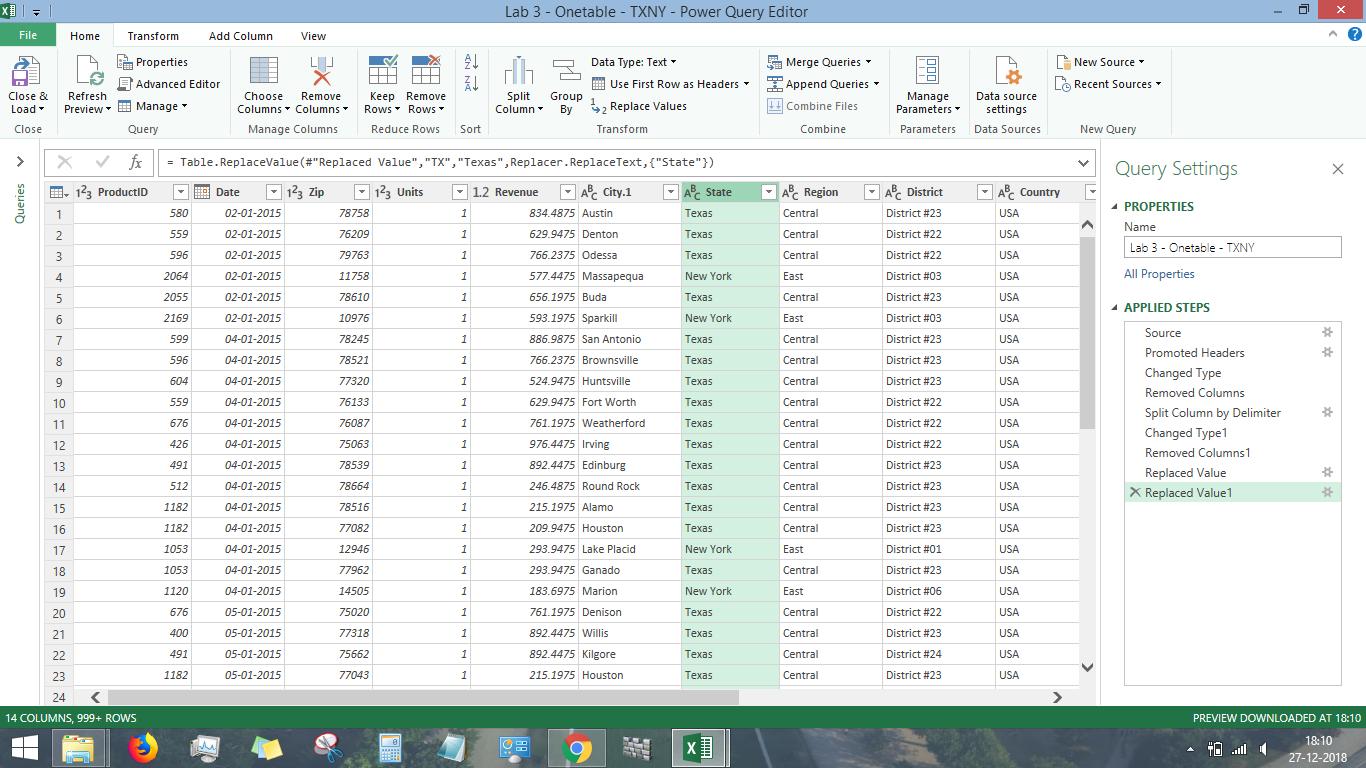 Lab 3 - Onetable - TXNY - Power Query Editor
File Home Transform Add Column View
Close & Load
Close
Refresh Preview
Properties
Advanced Editor
Manage
Query
Choose Columns
Remove Columns
Manage Columns
Keep Rows
Remove Rows
Reduce Rows
Sort
Split Column
Group By
Data Type: Text
Use First Row as Headers
Replace Values
Transform
Merge Queries
Append Queries
Combine Files
Combine
Manage Parameters
Parameters
Data source settings
Data Sources
New Source
Recent Sources
New Query
Queries
fx
= Table.ReplaceValue(#"Replaced Value","TX","Texas",Replacer.ReplaceText,{"State"})
ProductID Date Zip Units Revenue City.1 State Region District Country
1 580 02-01-2015 78758 1 834.4875 Austin Texas Central District #23 USA
2 559 02-01-2015 76209 1 629.9475 Denton Texas Central District #22 USA
3 596 02-01-2015 79763 1 766.2375 Odessa Texas Central District #22 USA
4 2064 02-01-2015 11758 1 577.4475 Massapequa New York East District #03 USA
5 2055 02-01-2015 78610 1 656.1975 Buda Texas Central District #23 USA
6 2169 02-01-2015 10976 1 593.1975 Sparkill New York East District #03 USA
7 599 04-01-2015 78245 1 886.9875 San Antonio Texas Central District #23 USA
8 596 04-01-2015 78521 1 766.2375 Brownsville Texas Central District #23 USA
9 604 04-01-2015 77320 1 524.9475 Huntsville Texas Central District #23 USA
10 559 04-01-2015 76133 1 629.9475 Fort Worth Texas Central District #22 USA
11 676 04-01-2015 76087 1 761.1975 Weatherford Texas Central District #22 USA
12 426 04-01-2015 75063 1 976.4475 Irving Texas Central District #22 USA
13 491 04-01-2015 78539 1 892.4475 Edinburg Texas Central District #23 USA
14 512 04-01-2015 78664 1 246.4875 Round Rock Texas Central District #23 USA
15 1182 04-01-2015 78516 1 215.1975 Alamo Texas Central District #23 USA
16 1182 04-01-2015 77082 1 209.9475 Houston Texas Central District #23 USA
17 1053 04-01-2015 12946 1 293.9475 Lake Placid New York East District #01 USA
18 1053 04-01-2015 77962 1 293.9475 Ganado Texas Central District #23 USA
19 1120 04-01-2015 14505 1 183.6975 Marion New York East District #06 USA
20 676 05-01-2015 75020 1 761.1975 Denison Texas Central District #22 USA
21 400 05-01-2015 77318 1 892.4475 Willis Texas Central District #23 USA
22 491 05-01-2015 75662 1 892.4475 Kilgore Texas Central District #24 USA
23 1182 05-01-2015 77043 1 215.1975 Houston Texas Central District #23 USA
24
Query Settings
PROPERTIES
Name
Lab 3 - Onetable - TXNY
All Properties
APPLIED STEPS
Source
Promoted Headers
Changed Type
Removed Columns
Split Column by Delimiter
Changed Type1
Removed Columns1
Replaced Value
Replaced Value1
14 COLUMNS, 999+ ROWS
PREVIEW DOWNLOADED AT 18:10
18:10
27-12-2018